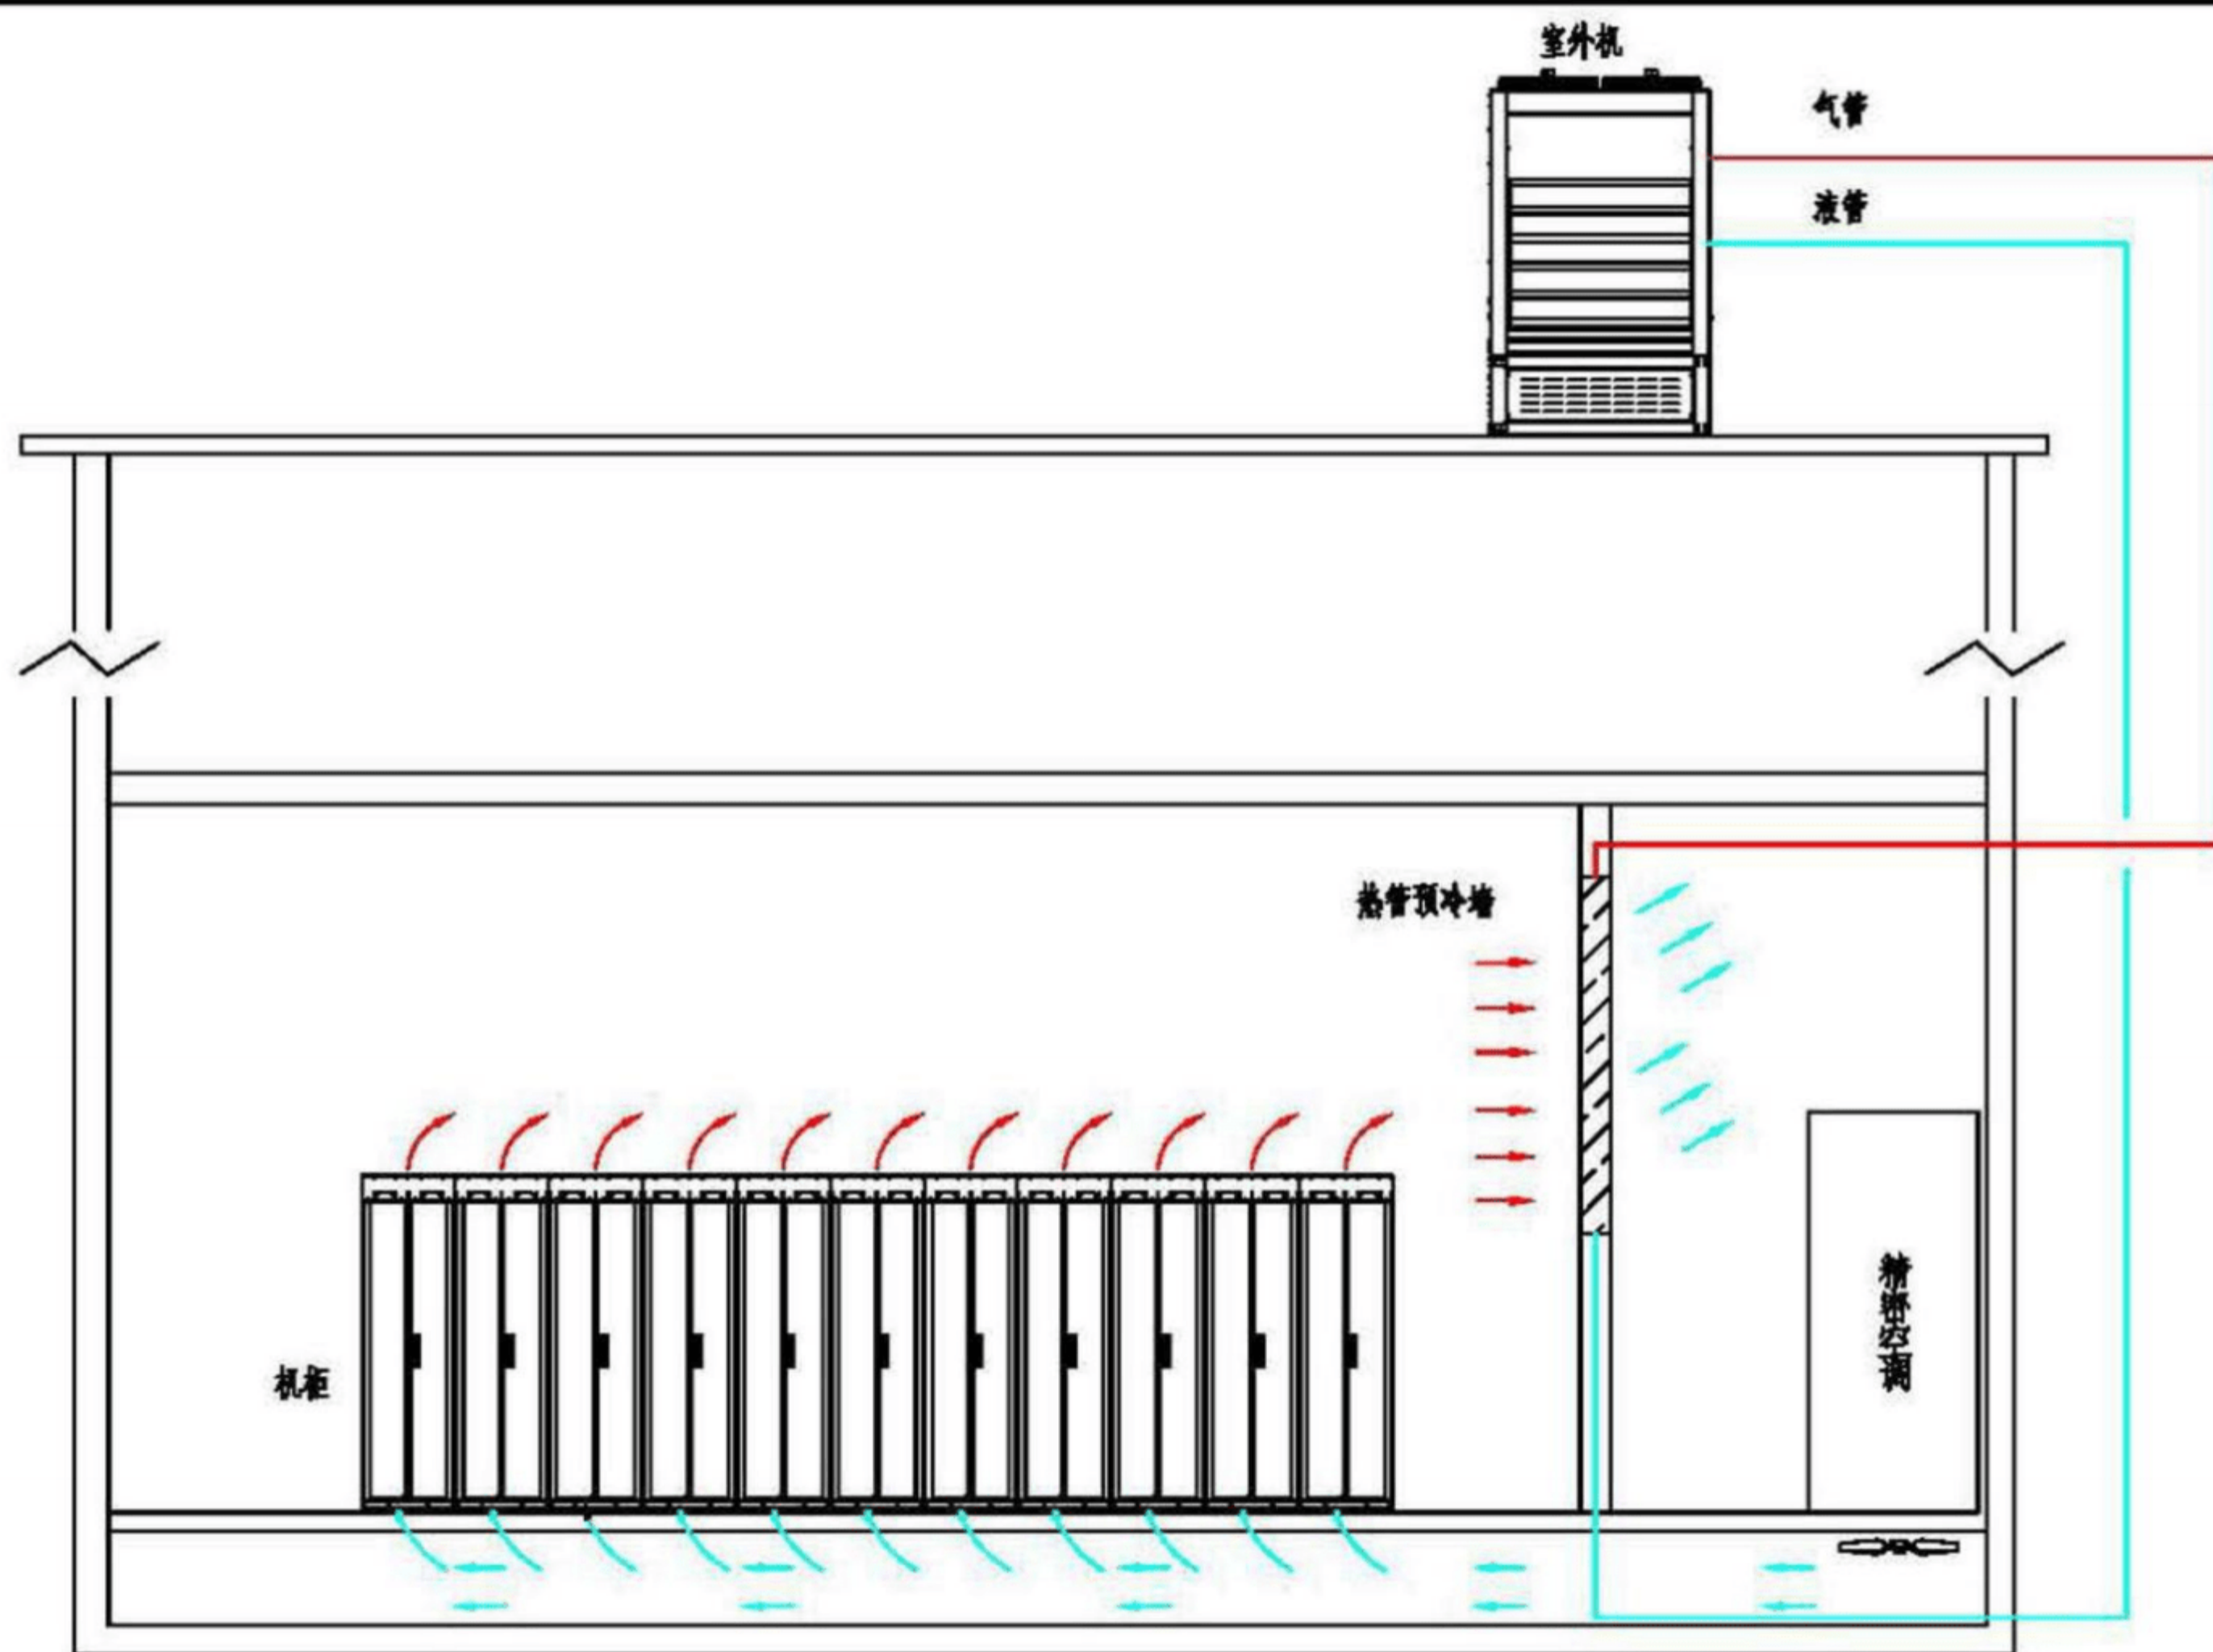 室外机
气管
液管
热管预冷墙
机柜
精密空调